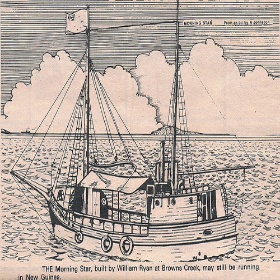 MORNING STAR
THE Morning Star, built by William Ryan at Browns Creek, may still be running
in New Guinea.